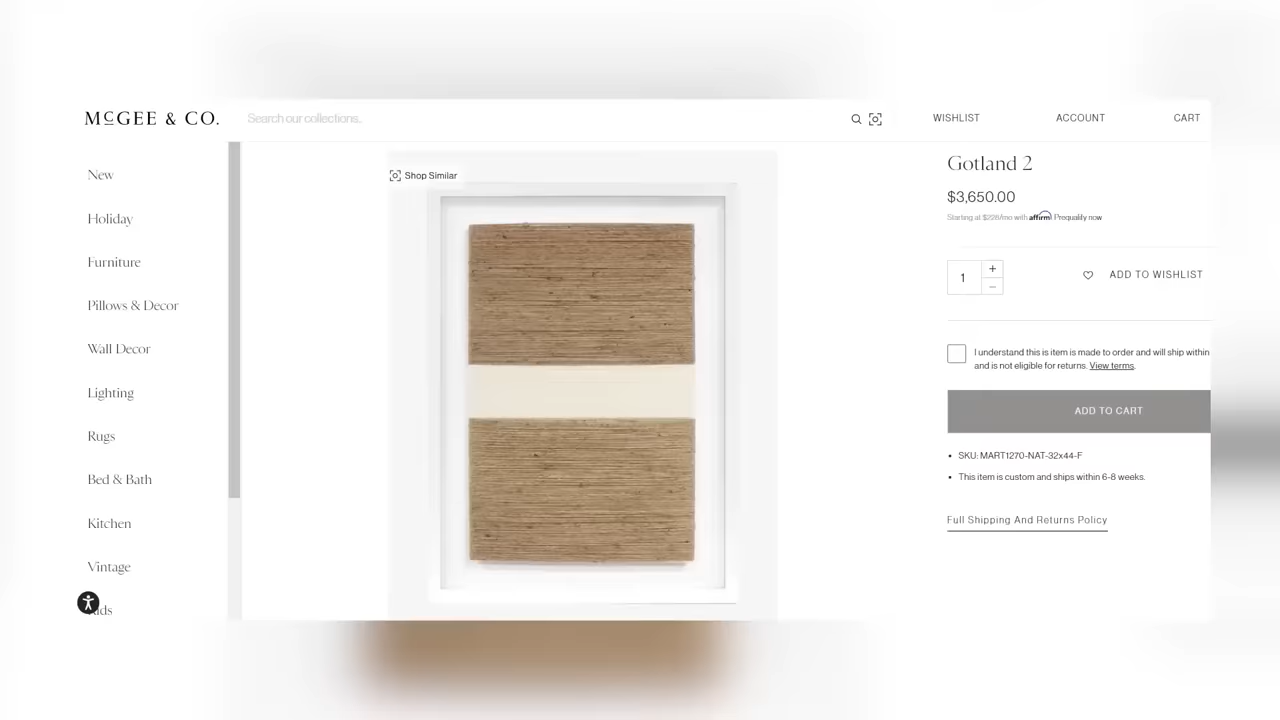 McGEE & CO.
Search our collections..
WISHLIST
ACCOUNT
CART
New
Holiday
Furniture
Pillows & Decor
Wall Decor
Lighting
Rugs
Bed & Bath
Kitchen
Vintage
Kids
Shop Similar
Gotland 2
$3,650.00
Starting at $228/mo with affirm Prequalify now
1
+
−
ADD TO WISHLIST
I understand this is item is made to order and will ship within
and is not eligible for returns. View terms.
ADD TO CART
• SKU: MART1270-NAT-32x44-F
• This item is custom and ships within 6-8 weeks.
Full Shipping And Returns Policy